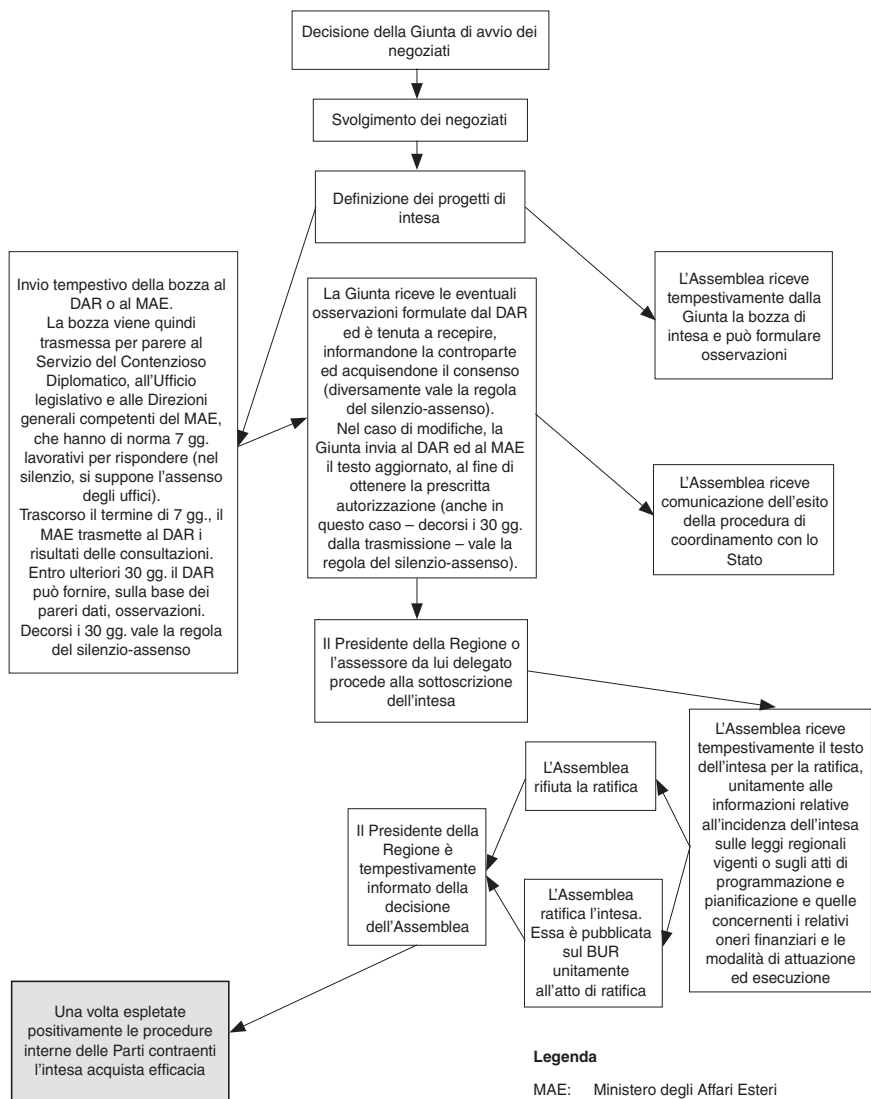 Decisione della Giunta di avvio dei
negoziati
Svolgimento dei negoziati
Definizione dei progetti di
intesa
Invio tempestivo della bozza al
DAR o al MAE.
La bozza viene quindi
trasmessa per parere al
Servizio del Contenzioso
Diplomatico, all'Ufficio
legislativo e alle Direzioni
generali competenti del MAE,
che hanno di norma 7 gg.
lavorativi per rispondere (nel
silenzio, si suppone l'assenso
degli uffici).
Trascorso il termine di 7 gg., il
MAE trasmette al DAR i
risultati delle consultazioni.
Entro ulteriori 30 gg. il DAR
può fornire, sulla base dei
pareri dati, osservazioni.
Decorsi i 30 gg. vale la regola
del silenzio-assenso
La Giunta riceve le eventuali
osservazioni formulate dal DAR
ed è tenuta a recepire,
informandone la controparte
ed acquisendone il consenso
(diversamente vale la regola
del silenzio-assenso).
Nel caso di modifiche, la
Giunta invia al DAR ed al MAE
il testo aggiornato, al fine di
ottenere la prescritta
autorizzazione (anche in
questo caso – decorsi i 30 gg.
dalla trasmissione – vale la
regola del silenzio-assenso).
L'Assemblea riceve
tempestivamente dalla
Giunta la bozza di
intesa e può formulare
osservazioni
L'Assemblea riceve
comunicazione dell'esito
della procedura di
coordinamento con lo
Stato
Il Presidente della Regione o
l'assessore da lui delegato
procede alla sottoscrizione
dell'intesa
L'Assemblea riceve
tempestivamente il testo
dell'intesa per la ratifica,
unitamente alle
informazioni relative
all'incidenza dell'intesa
sulle leggi regionali
vigenti o sugli atti di
programmazione e
pianificazione e quelle
concernenti i relativi
oneri finanziari e le
modalità di attuazione
ed esecuzione
L'Assemblea
rifiuta la ratifica
L'Assemblea
ratifica l'intesa.
Essa è pubblicata
sul BUR
unitamente
all'atto di ratifica
Il Presidente della
Regione è
tempestivamente
informato della
decisione
dell'Assemblea
Una volta espletate
positivamente le procedure
interne delle Parti contraenti
l'intesa acquista efficacia
Legenda
MAE: Ministero degli Affari Esteri